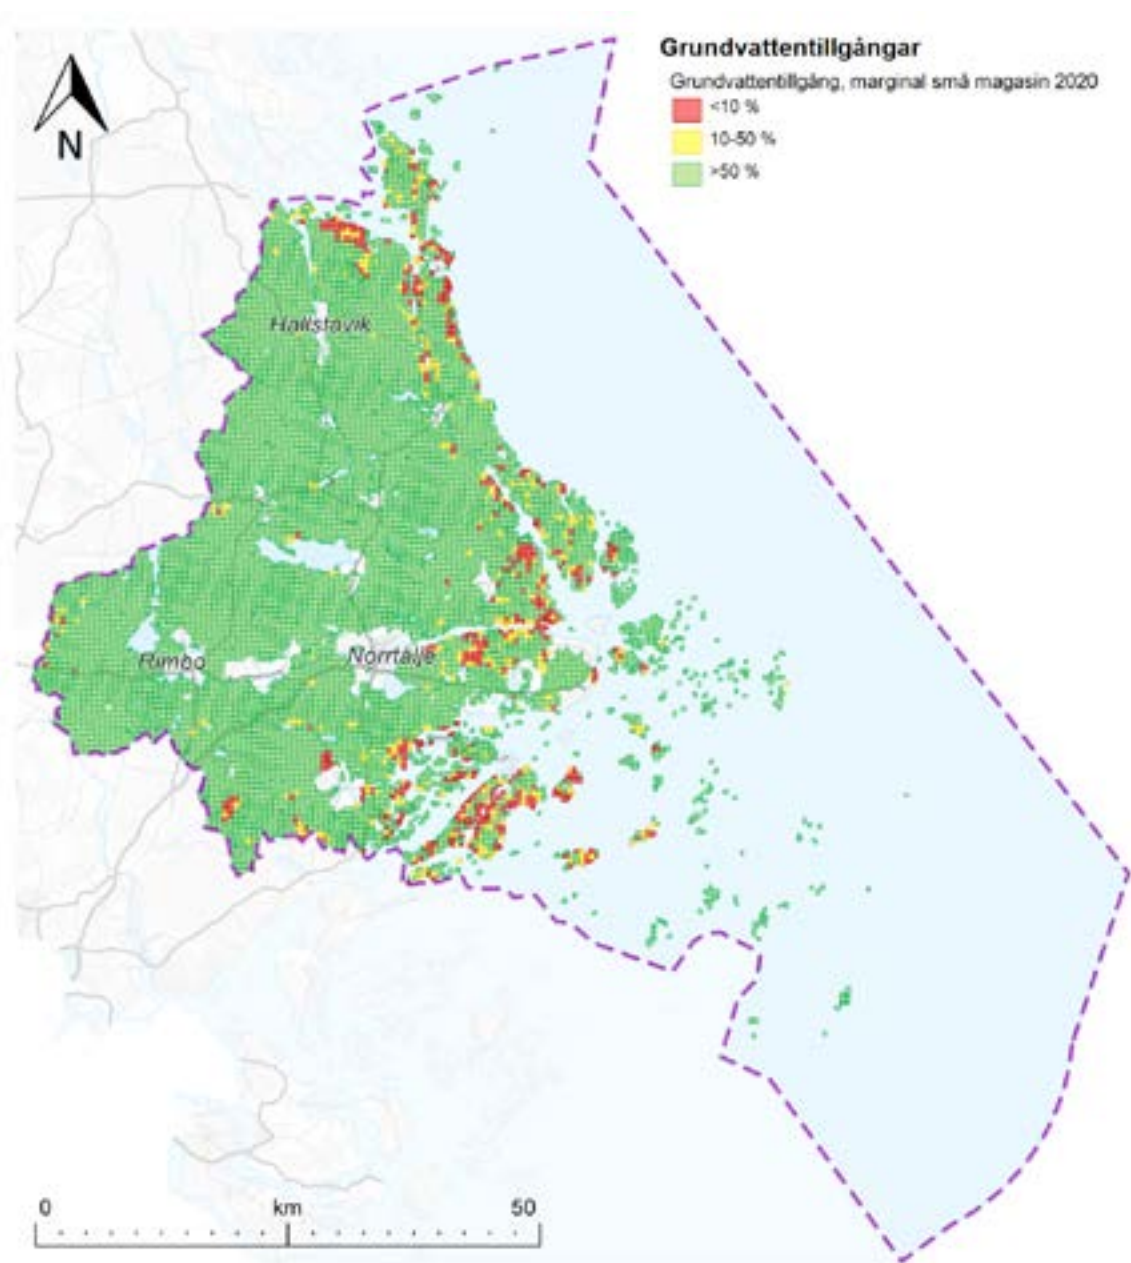 Grundvattentillgångar
Grundvattentillgång, marginal små magasin 2020
<10 %
10-50 %
>50 %
N
Hallstavik
Rimbo
Norrtälje
0 km 50